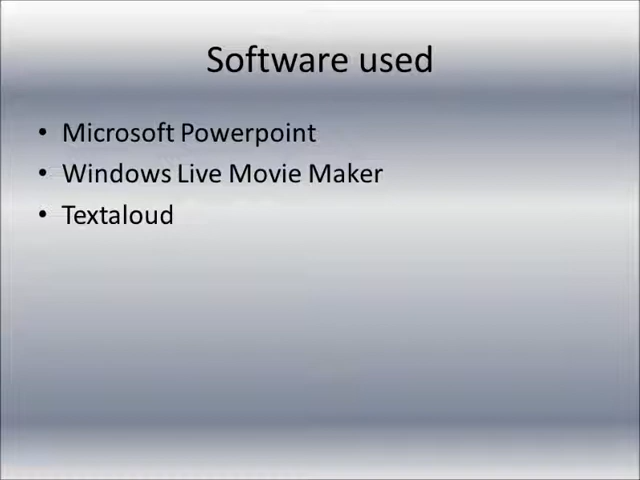 Software used
• Microsoft Powerpoint
• Windows Live Movie Maker
• Textaloud